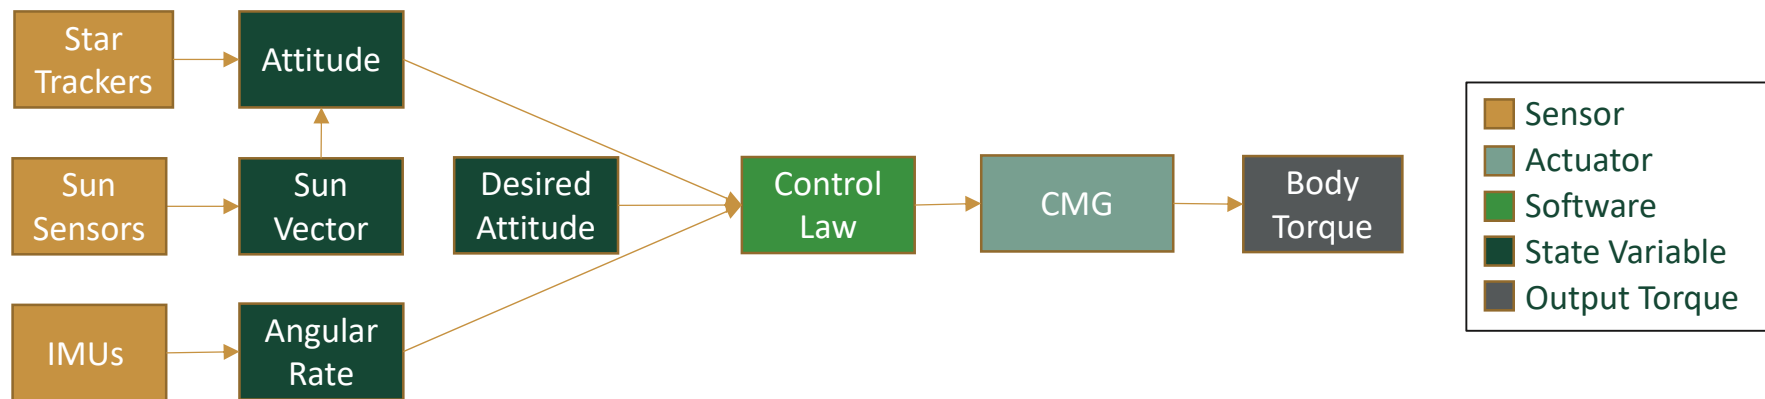 Star
Trackers
Attitude
Sun
Sensors
Sun
Vector
Desired
Attitude
Control
Law
CMG
Body
Torque
IMUs
Angular
Rate
Sensor
Actuator
Software
State Variable
Output Torque